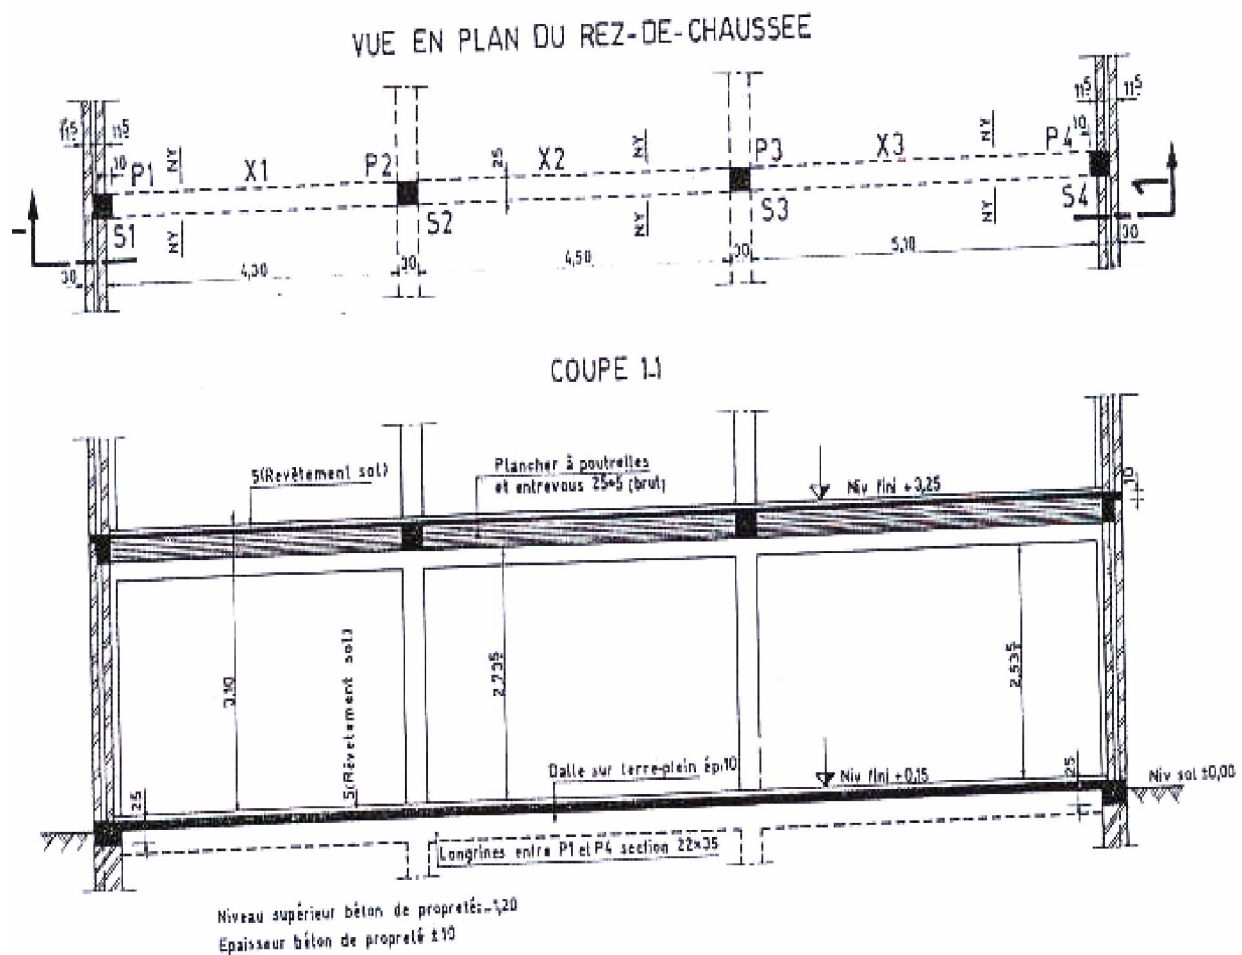 VUE EN PLAN DU REZ-DE-CHAUSSEE
11⁵ 11⁵
11⁵ 11⁵
10
10
P1 NY X1 P2 25 X2 NY P3 X3 NY P4
S1 NY S2 NY S3 NY S4 1
30 4,30 30 4,50 30 5,10 30
COUPE 1-1
5(Revêtement sol)
Plancher à poutrelles
et entrevous 25+5 (brut)
Niv fini +3,25
10
3,10
5(Revêtement sol)
2,735
2,535
Dalle sur terre-plein ép:10
Niv fini +0,15
25
25
Niv sol ±0,00
Longrines entre P1 et P4 section 22×35
Niveau supérieur béton de propreté:-1,20
Epaisseur béton de propreté ±10